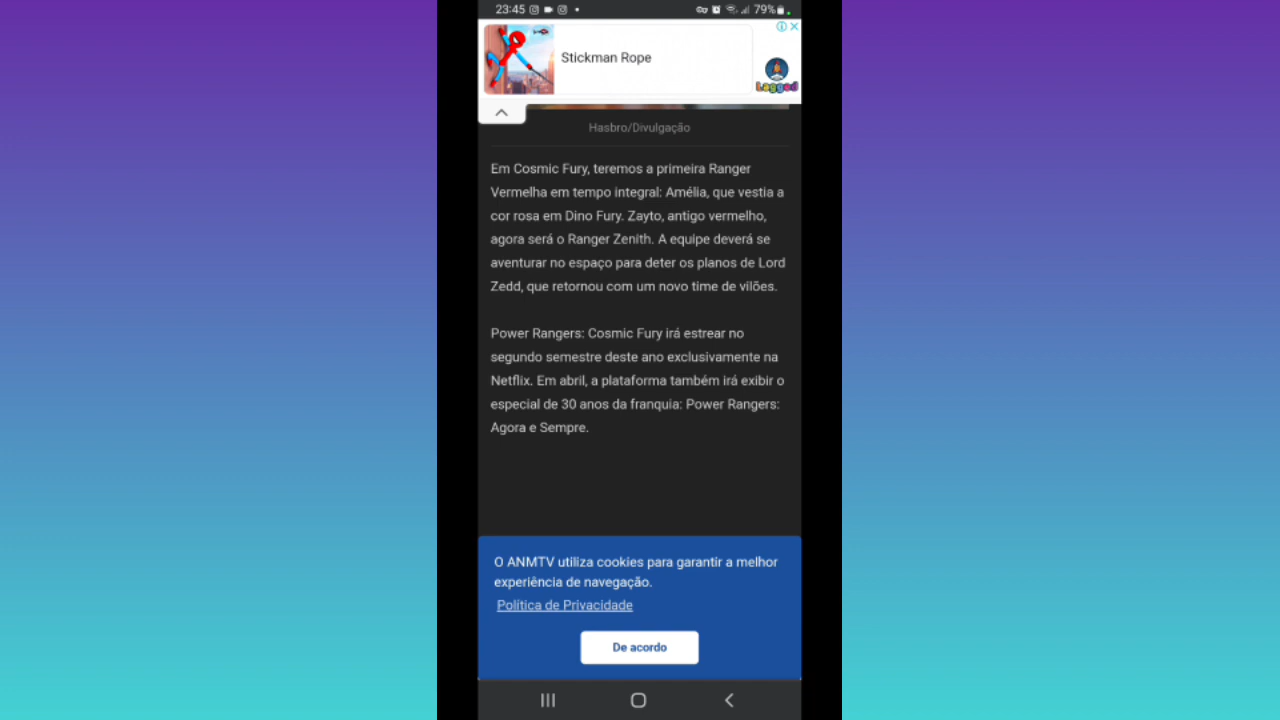 23:45
79%
Stickman Rope
Lagged
Hasbro/Divulgação
Em Cosmic Fury, teremos a primeira Ranger
Vermelha em tempo integral: Amélia, que vestia a
cor rosa em Dino Fury. Zayto, antigo vermelho,
agora será o Ranger Zenith. A equipe deverá se
aventurar no espaço para deter os planos de Lord
Zedd, que retornou com um novo time de vilões.
Power Rangers: Cosmic Fury irá estrear no
segundo semestre deste ano exclusivamente na
Netflix. Em abril, a plataforma também irá exibir o
especial de 30 anos da franquia: Power Rangers:
Agora e Sempre.
O ANMTV utiliza cookies para garantir a melhor
experiência de navegação.
Política de Privacidade
De acordo